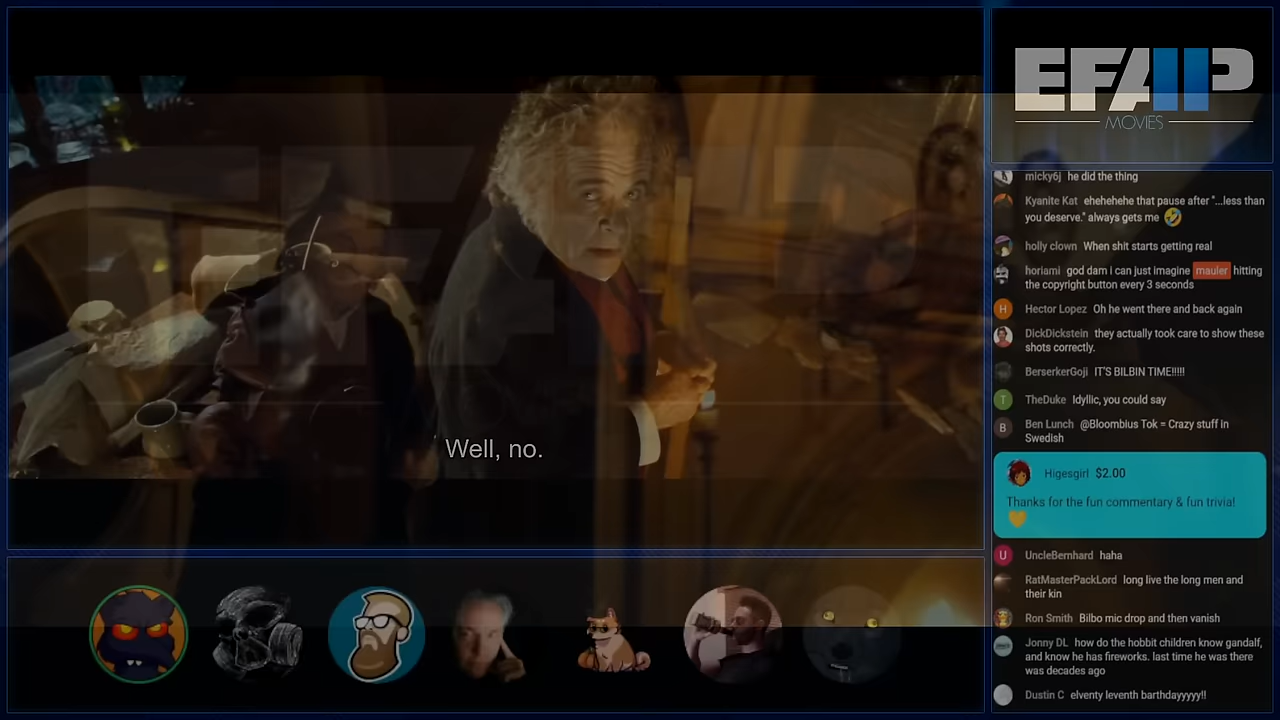 EFAP
MOVIES
micky6j he did the thing
Kyanite Kat ehehehehe that pause after "...less than
you deserve." always gets me 🤣
holly clown When shit starts getting real
horiami god dam i can just imagine mauler hitting
the copyright button every 3 seconds
H Hector Lopez Oh he went there and back again
DickDickstein they actually took care to show these
shots correctly.
BerserkerGoji IT'S BILBIN TIME!!!!!
T TheDuke Idyllic, you could say
B Ben Lunch @Bloombius Tok = Crazy stuff in
Swedish
Higesgirl $2.00
Thanks for the fun commentary & fun trivia!
💛
U UncleBernhard haha
RatMasterPackLord long live the long men and
their kin
Ron Smith Bilbo mic drop and then vanish
Jonny DL how do the hobbit children know gandalf,
and know he has fireworks. last time he was there
was decades ago
Dustin C elventy leventh barthdayyyyy!!
Well, no.